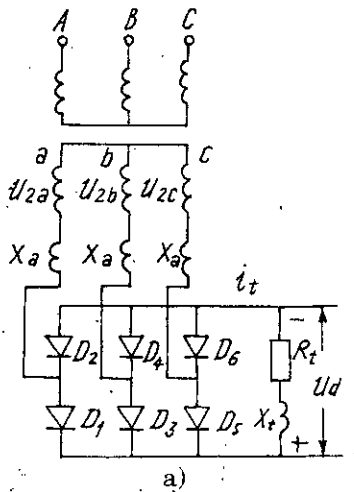 A B C
a b c
U2a U2b U2c
Xa Xa Xa
it
D2 D4 D6 Rt Ud
D1 D3 D5 Xt
− +
a)